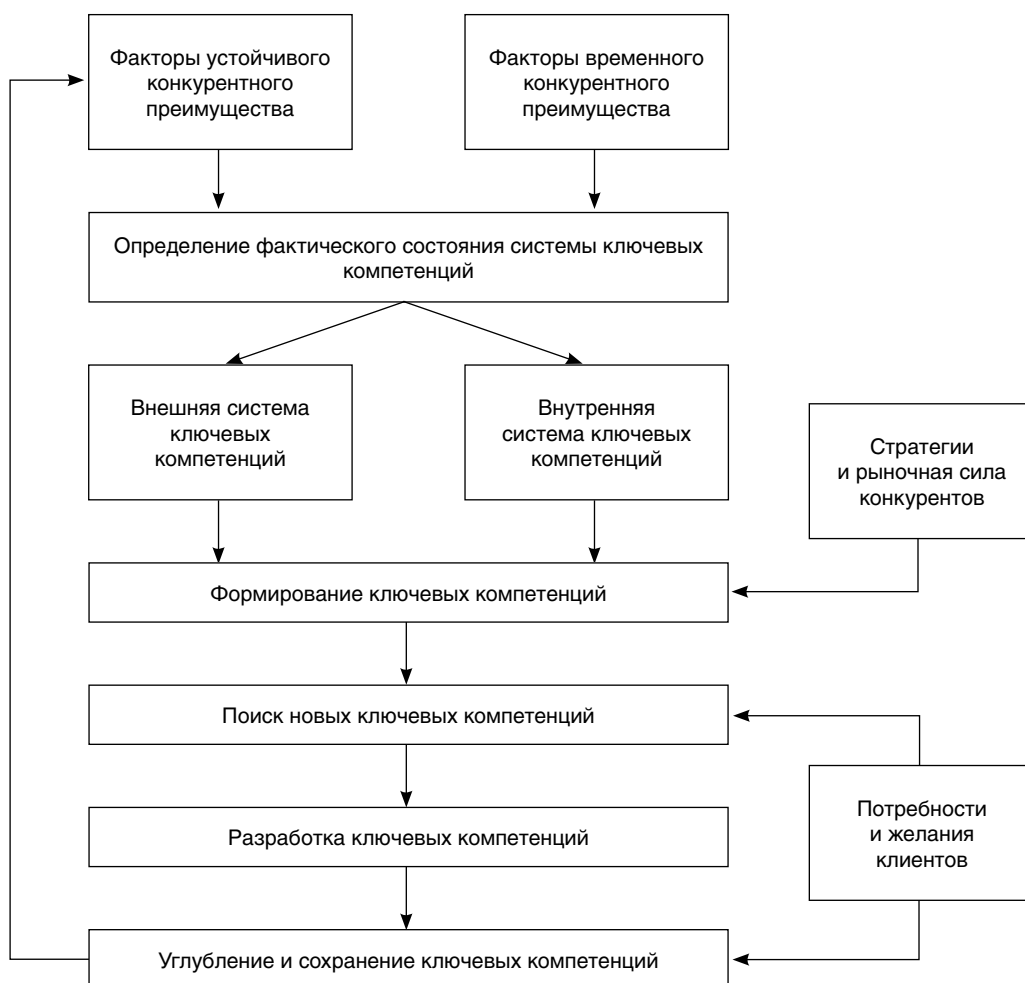 Факторы устойчивого
конкурентного
преимущества
Факторы временного
конкурентного
преимущества
Определение фактического состояния системы ключевых
компетенций
Внешняя система
ключевых
компетенций
Внутренняя
система ключевых
компетенций
Стратегии
и рыночная сила
конкурентов
Формирование ключевых компетенций
Поиск новых ключевых компетенций
Разработка ключевых компетенций
Потребности
и желания
клиентов
Углубление и сохранение ключевых компетенций